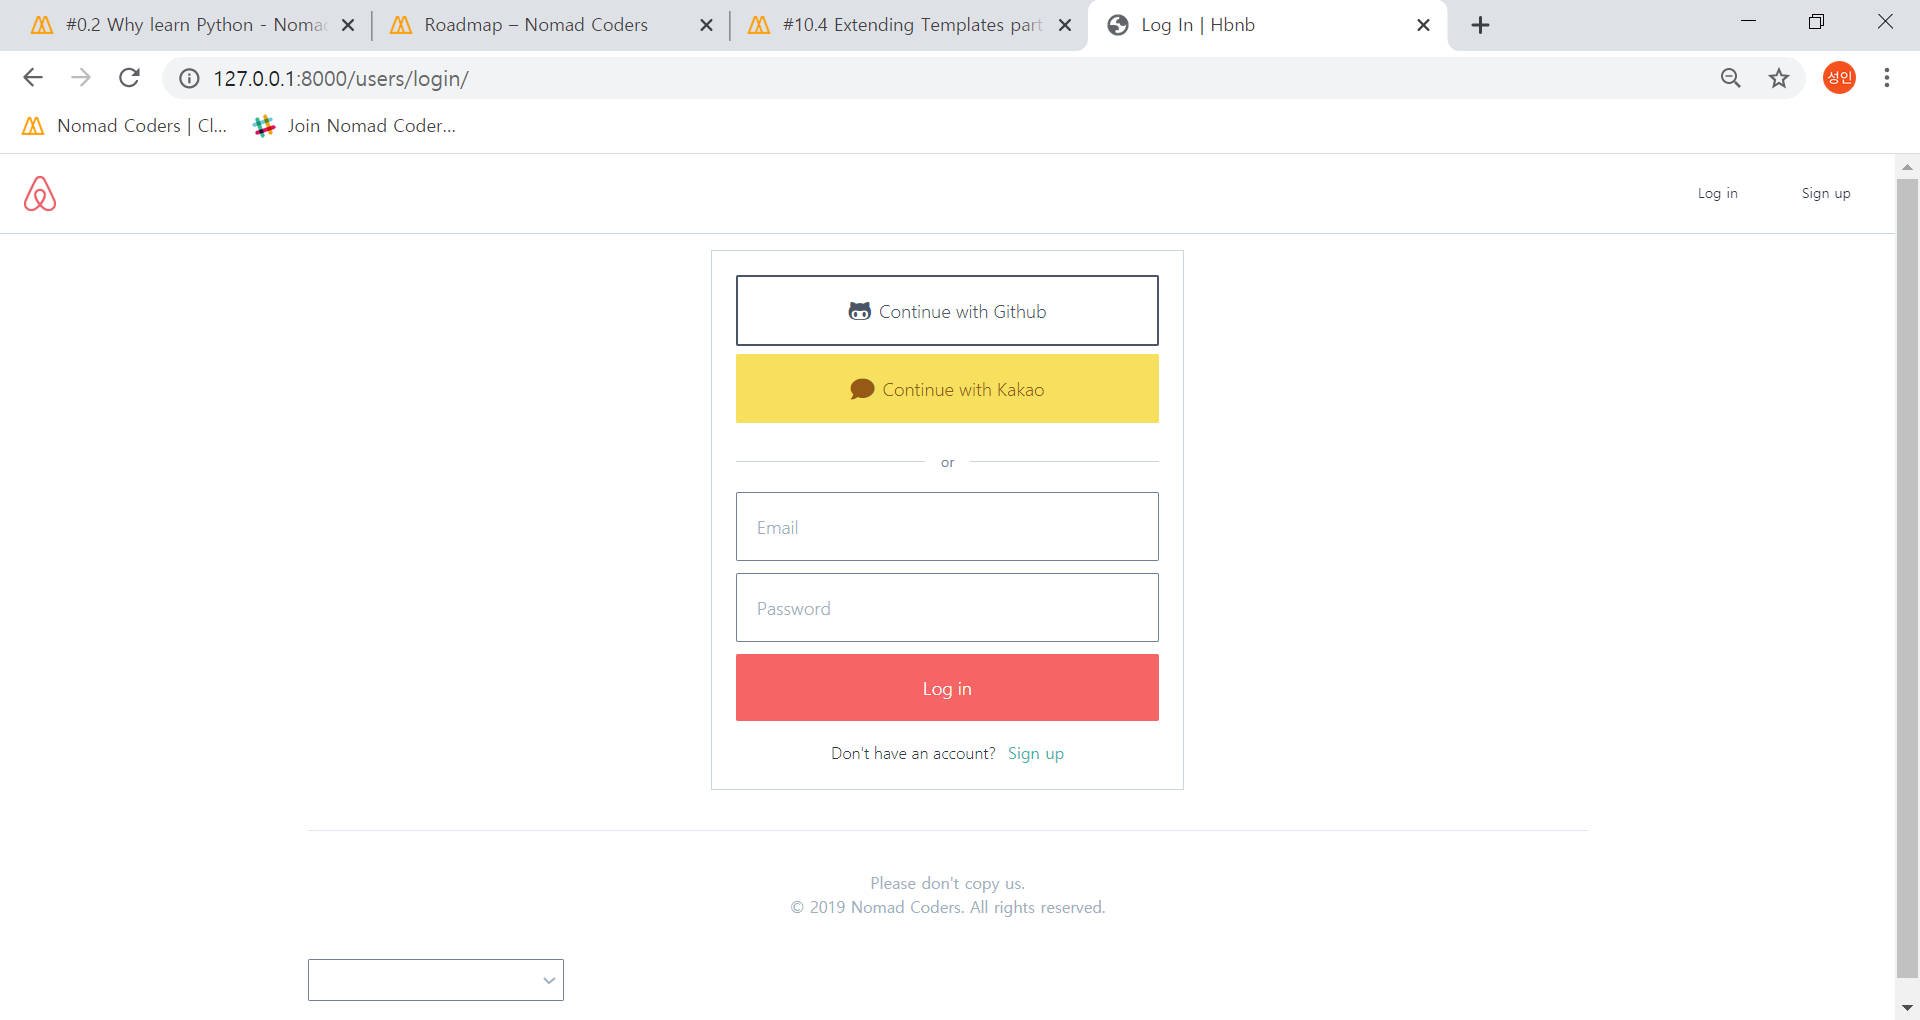 #0.2 Why learn Python - Noma
Roadmap – Nomad Coders
#10.4 Extending Templates part
Log In | Hbnb
127.0.0.1:8000/users/login/
성인
Nomad Coders | Cl...
Join Nomad Coder...
Log in
Sign up
Continue with Github
Continue with Kakao
or
Email
Password
Log in
Don't have an account? Sign up
Please don't copy us.
© 2019 Nomad Coders. All rights reserved.